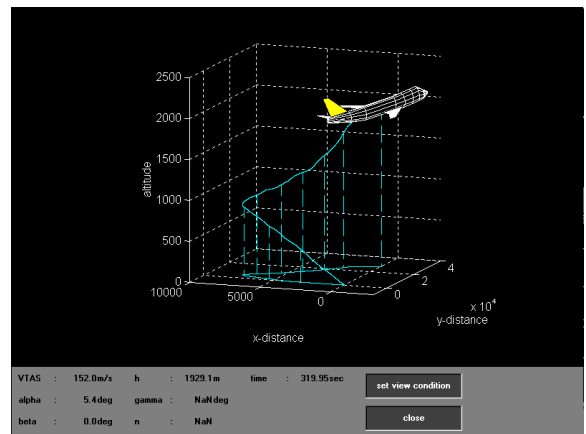 2500
2000
1500
1000
500
0
altitude
10000
5000
0
x-distance
0
2
4
x 10^4
y-distance
VTAS : 152.0m/s h : 1929.1m time : 319.95sec
alpha : 5.4deg gamma : NaNdeg
beta : 0.0deg n : NaN
set view condition
close